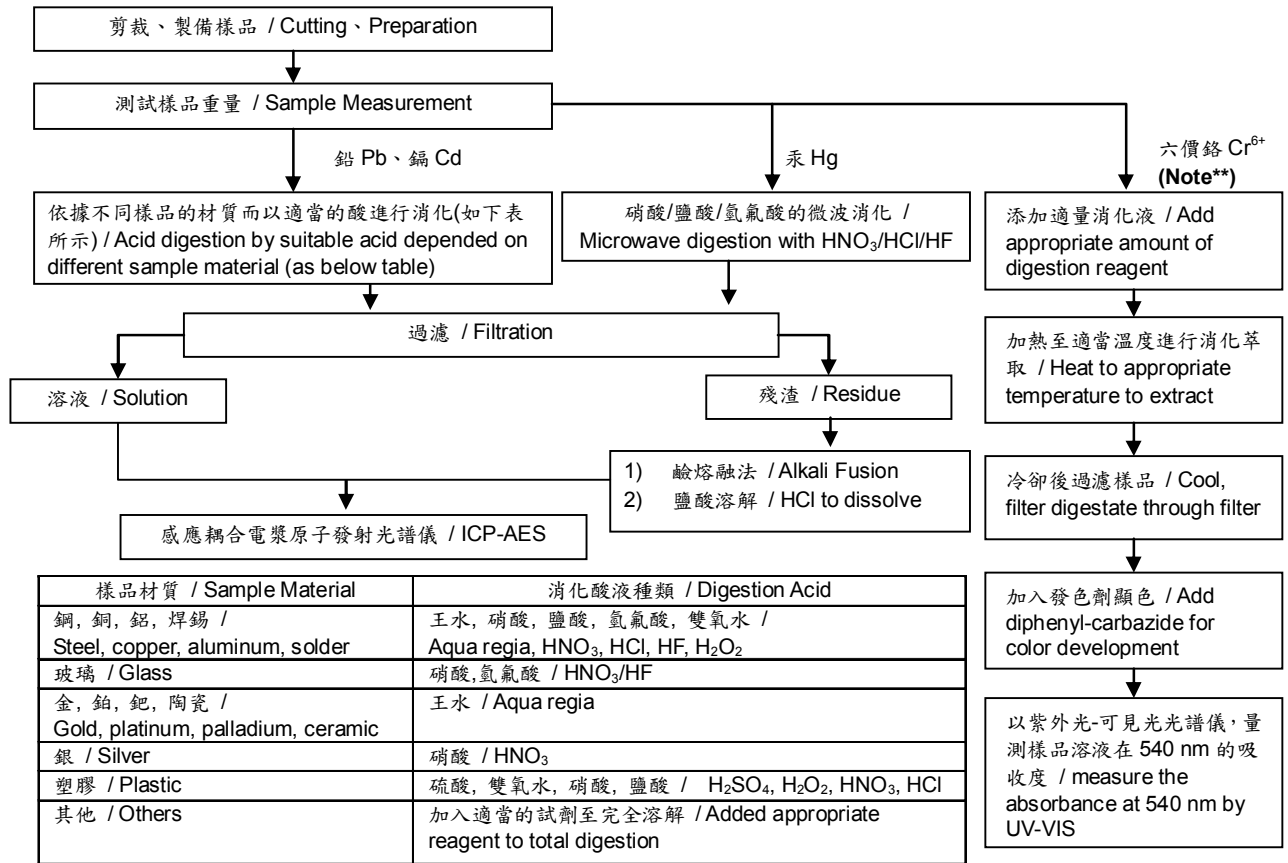 剪裁、製備樣品 / Cutting、Preparation
測試樣品重量 / Sample Measurement
鉛 Pb、鎘 Cd
汞 Hg
六價鉻 Cr⁶⁺
(Note**)
依據不同樣品的材質而以適當的酸進行消化(如下表
所示) / Acid digestion by suitable acid depended on
different sample material (as below table)
硝酸/鹽酸/氫氟酸的微波消化 /
Microwave digestion with HNO₃/HCl/HF
添加適量消化液 / Add
appropriate amount of
digestion reagent
過濾 / Filtration
加熱至適當溫度進行消化萃
取 / Heat to appropriate
temperature to extract
溶液 / Solution
殘渣 / Residue
1) 鹼熔融法 / Alkali Fusion
2) 鹽酸溶解 / HCl to dissolve
冷卻後過濾樣品 / Cool,
filter digestate through filter
感應耦合電漿原子發射光譜儀 / ICP-AES
加入發色劑顯色 / Add
diphenyl-carbazide for
color development
以紫外光-可見光光譜儀，量
測樣品溶液在 540 nm 的吸
收度 / measure the
absorbance at 540 nm by
UV-VIS
樣品材質 / Sample Material
消化酸液種類 / Digestion Acid
鋼, 銅, 鋁, 焊錫 /
Steel, copper, aluminum, solder
王水, 硝酸, 鹽酸, 氫氟酸, 雙氧水 /
Aqua regia, HNO₃, HCl, HF, H₂O₂
玻璃 / Glass
硝酸,氫氟酸 / HNO₃/HF
金, 鉑, 鈀, 陶瓷 /
Gold, platinum, palladium, ceramic
王水 / Aqua regia
銀 / Silver
硝酸 / HNO₃
塑膠 / Plastic
硫酸, 雙氧水, 硝酸, 鹽酸 / H₂SO₄, H₂O₂, HNO₃, HCl
其他 / Others
加入適當的試劑至完全溶解 / Added appropriate
reagent to total digestion